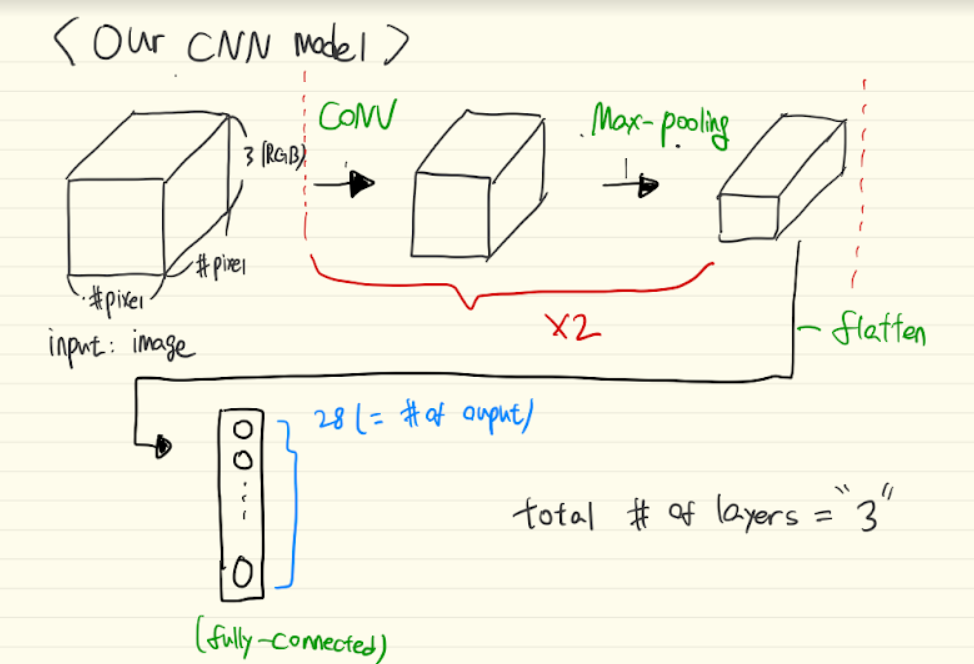 < Our CNN model >
CONV
Max-pooling
3 (RGB)
#pixel
#pixel
input: image
X2
flatten
28 (= # of ouput)
total # of layers = "3"
(fully-connected)